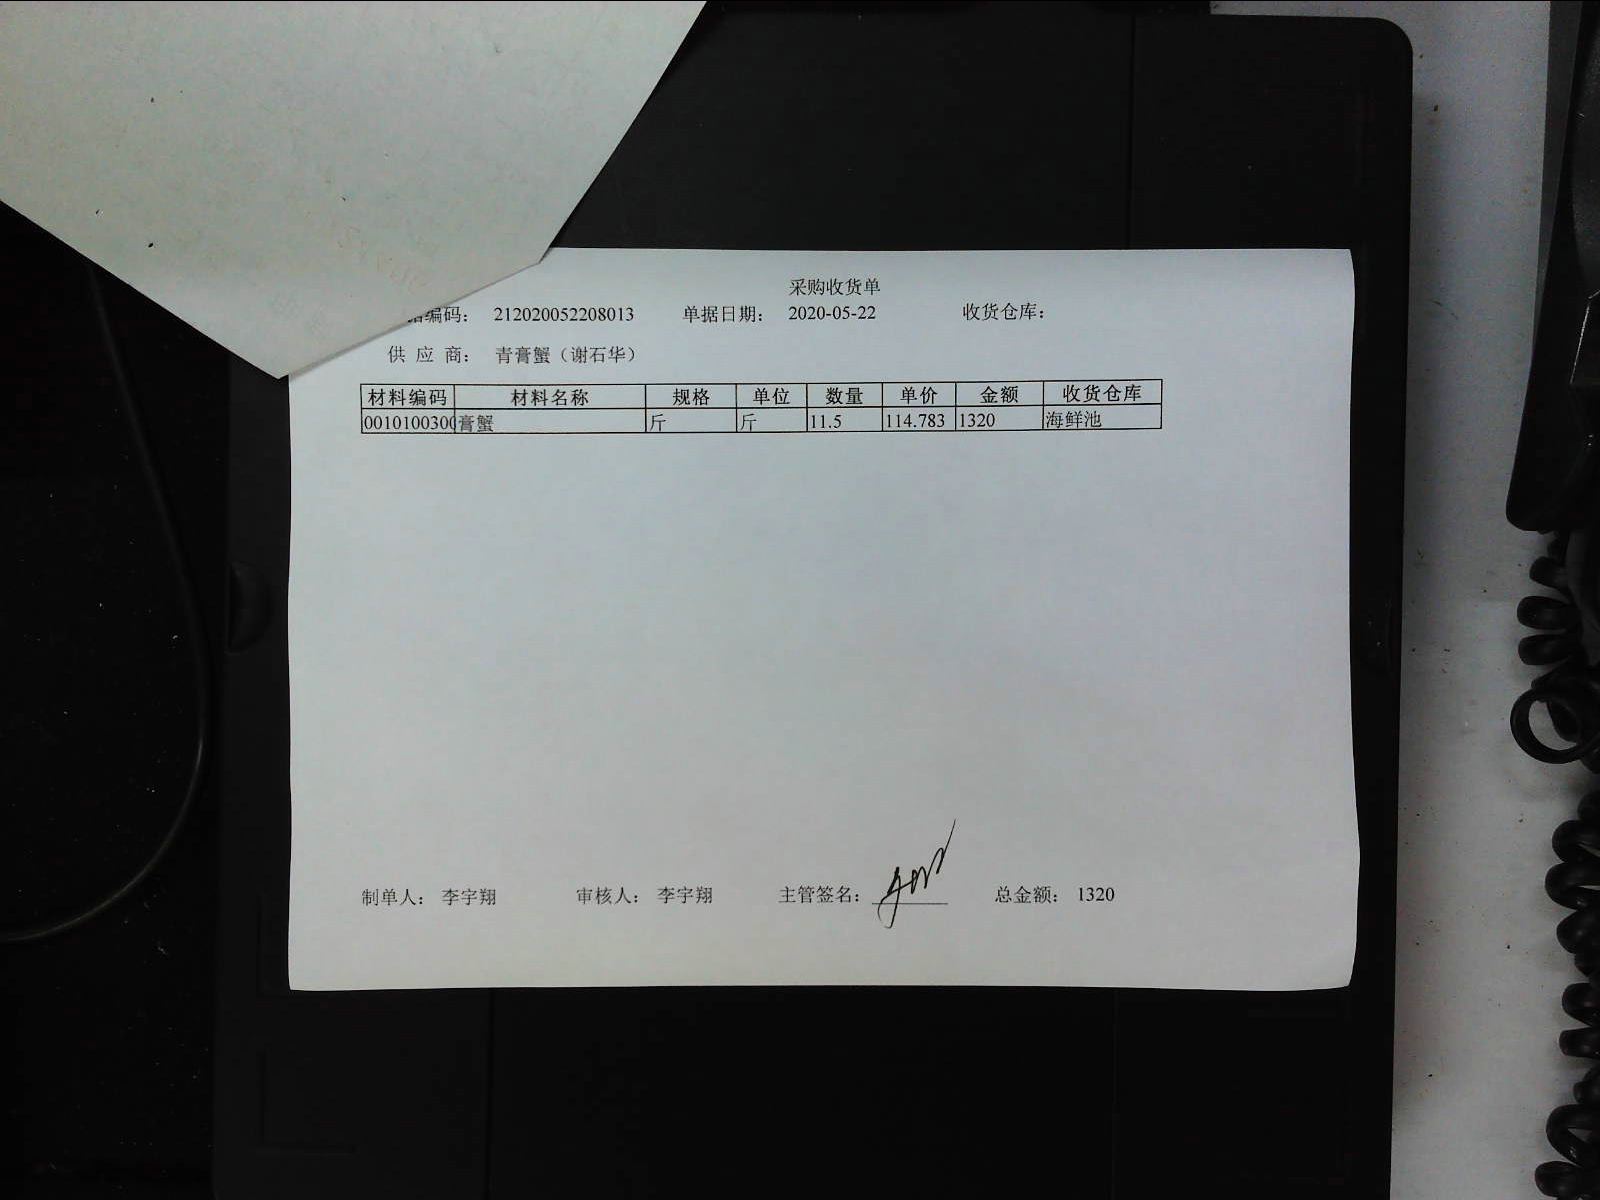 采购收货单
据编码： 212020052208013 单据日期： 2020-05-22 收货仓库：
供 应 商： 青膏蟹（谢石华）
材料编码 材料名称 规格 单位 数量 单价 金额 收货仓库
0010100300 膏蟹 斤 斤 11.5 114.783 1320 海鲜池
制单人： 李宇翔 审核人： 李宇翔 主管签名： 总金额： 1320